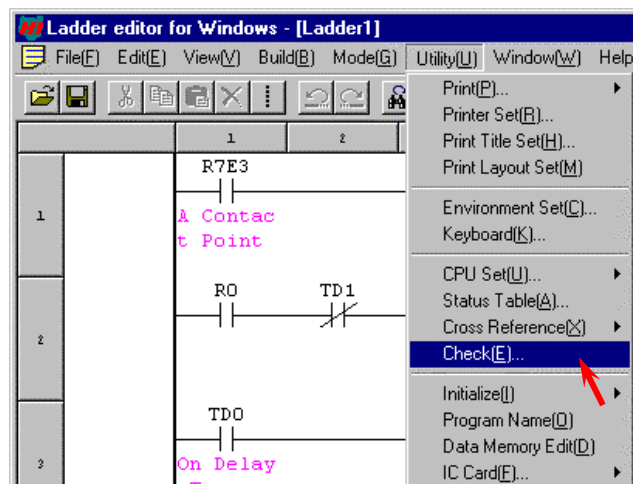 Ladder editor for Windows - [Ladder1]
File(F) Edit(E) View(V) Build(B) Mode(G) Utility(U) Window(W) Help
Print(P)...
Printer Set(R)...
Print Title Set(H)...
Print Layout Set(M)
Environment Set(C)...
Keyboard(K)...
CPU Set(U)...
Status Table(A)...
Cross Reference(X)
Check(E)...
Initialize(I)
Program Name(O)
Data Memory Edit(D)
IC Card(F)...
1 2
1
R7E3
A Contac
t Point
2
R0 TD1
3
TD0
On Delay